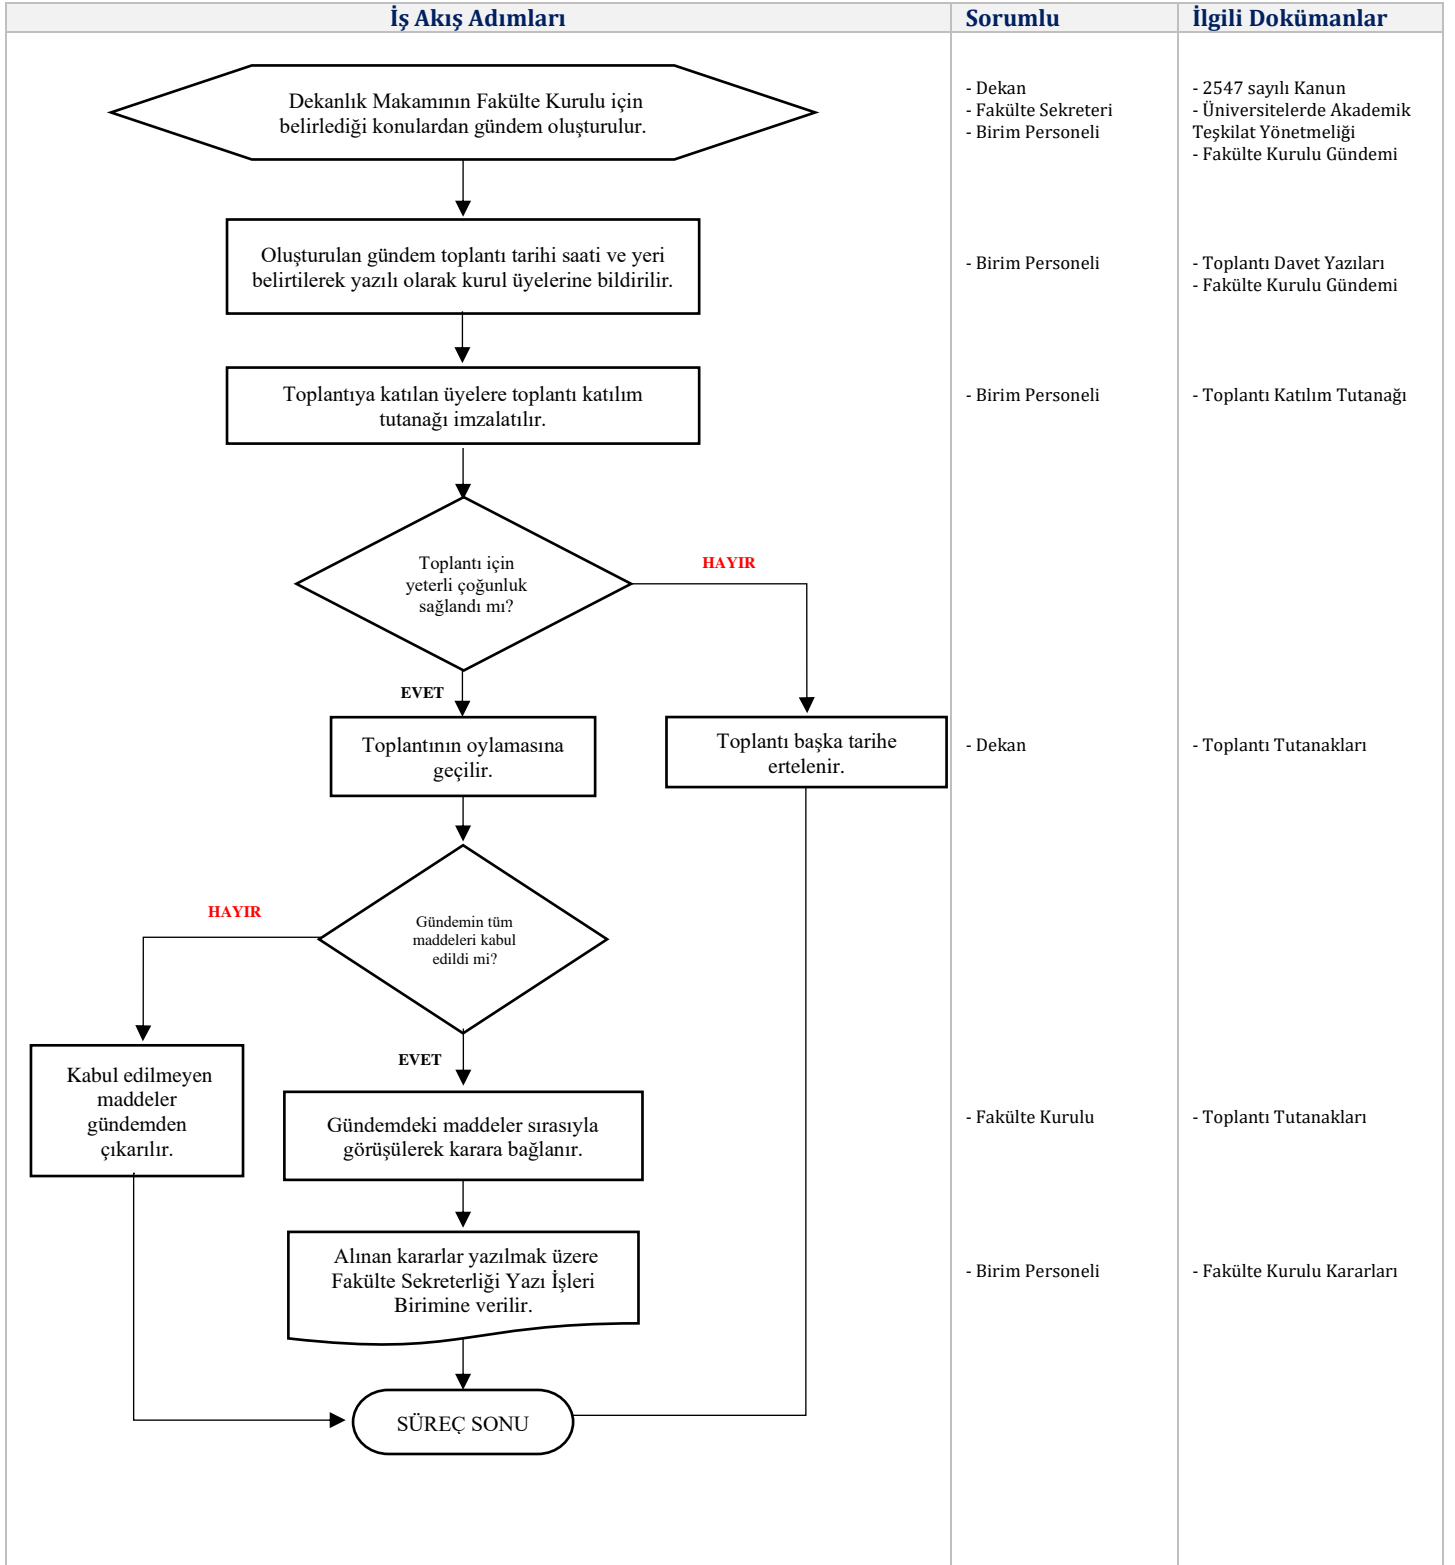 İş Akış Adımları
Sorumlu
İlgili Dokümanlar
Dekanlık Makamının Fakülte Kurulu için
belirlediği konulardan gündem oluşturulur.
- Dekan
- Fakülte Sekreteri
- Birim Personeli
- 2547 sayılı Kanun
- Üniversitelerde Akademik
Teşkilat Yönetmeliği
- Fakülte Kurulu Gündemi
Oluşturulan gündem toplantı tarihi saati ve yeri
belirtilerek yazılı olarak kurul üyelerine bildirilir.
- Birim Personeli
- Toplantı Davet Yazıları
- Fakülte Kurulu Gündemi
Toplantıya katılan üyelere toplantı katılım
tutanağı imzalatılır.
- Birim Personeli
- Toplantı Katılım Tutanağı
Toplantı için
yeterli çoğunluk
sağlandı mı?
HAYIR
EVET
Toplantının oylamasına
geçilir.
Toplantı başka tarihe
ertelenir.
- Dekan
- Toplantı Tutanakları
HAYIR
Gündemin tüm
maddeleri kabul
edildi mi?
EVET
Kabul edilmeyen
maddeler
gündemden
çıkarılır.
Gündemdeki maddeler sırasıyla
görüşülerek karara bağlanır.
- Fakülte Kurulu
- Toplantı Tutanakları
Alınan kararlar yazılmak üzere
Fakülte Sekreterliği Yazı İşleri
Birimine verilir.
- Birim Personeli
- Fakülte Kurulu Kararları
SÜREÇ SONU